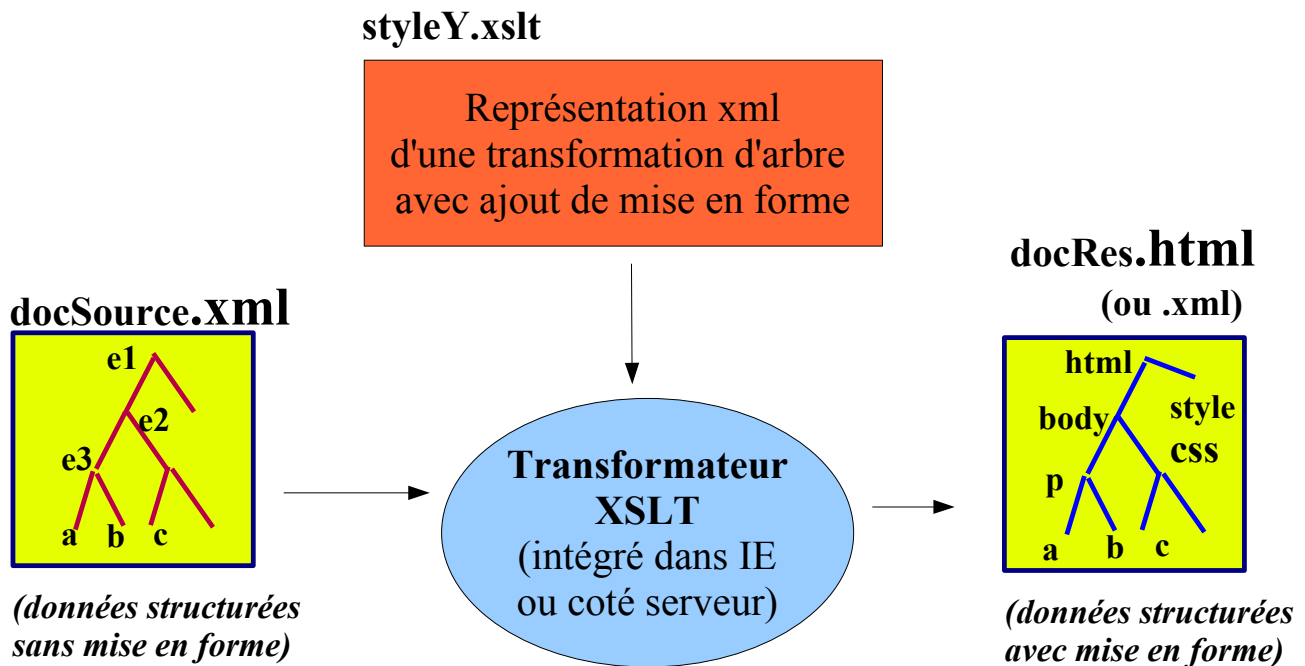 styleY.xslt
Représentation xml
d'une transformation d'arbre
avec ajout de mise en forme
docSource.xml
e1
e2
e3
a b c
(données structurées
sans mise en forme)
Transformateur
XSLT
(intégré dans IE
ou coté serveur)
docRes.html
(ou .xml)
html
style
body
css
p
a b c
(données structurées
avec mise en forme)